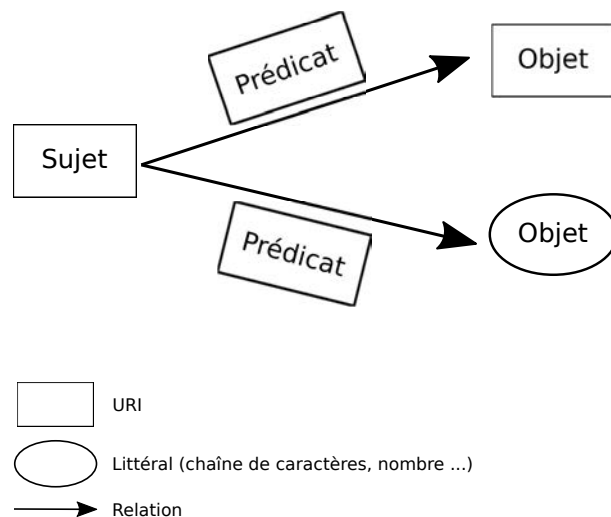 Prédicat
Objet
Sujet
Objet
Prédicat
URI
Littéral (chaîne de caractères, nombre ...)
Relation